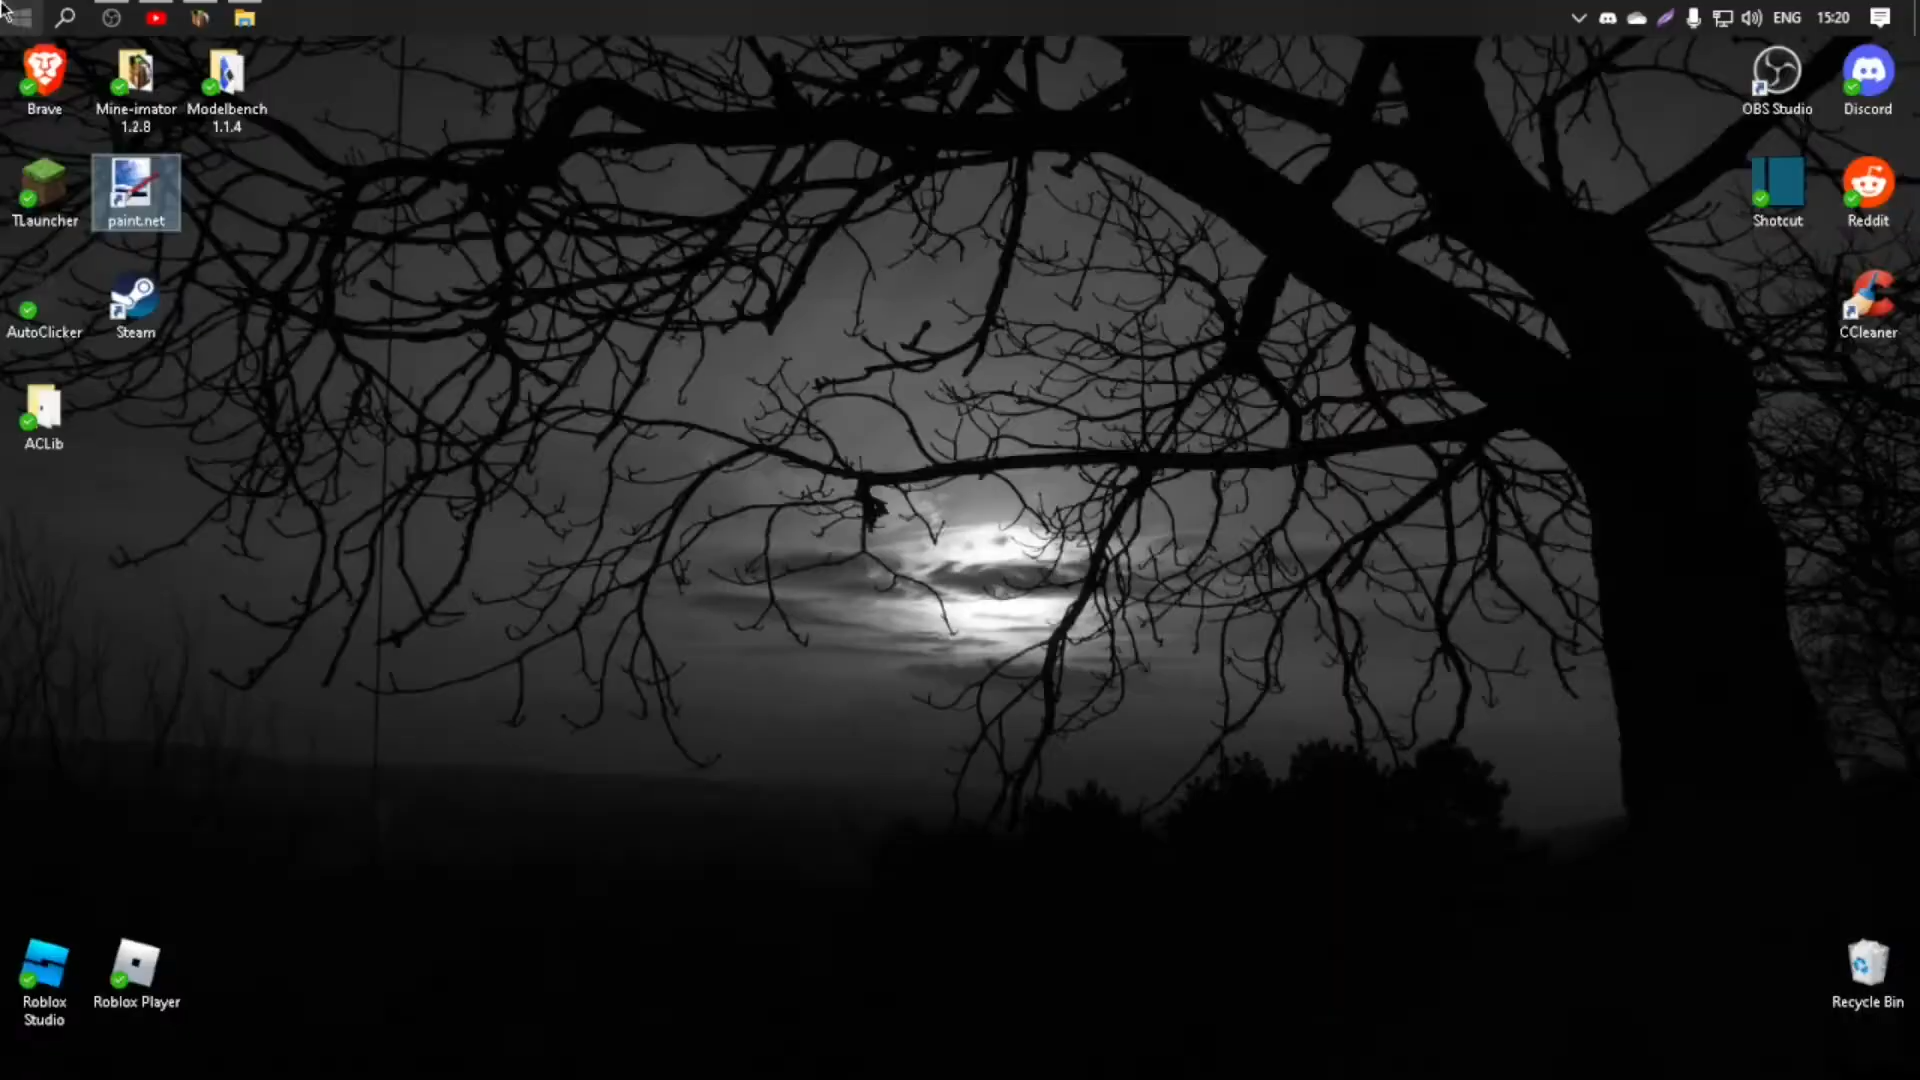 ENG 15:20
Brave
Mine-imator
1.2.8
Modelbench
1.1.4
OBS Studio
Discord
TLauncher
paint.net
Shotcut
Reddit
AutoClicker
Steam
CCleaner
ACLib
Roblox
Studio
Roblox Player
Recycle Bin